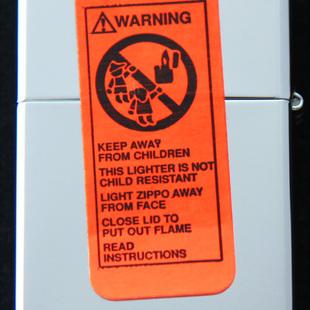 WARNING
KEEP AWAY
FROM CHILDREN
THIS LIGHTER IS NOT
CHILD RESISTANT
LIGHT ZIPPO AWAY
FROM FACE
CLOSE LID TO
PUT OUT FLAME
READ
INSTRUCTIONS